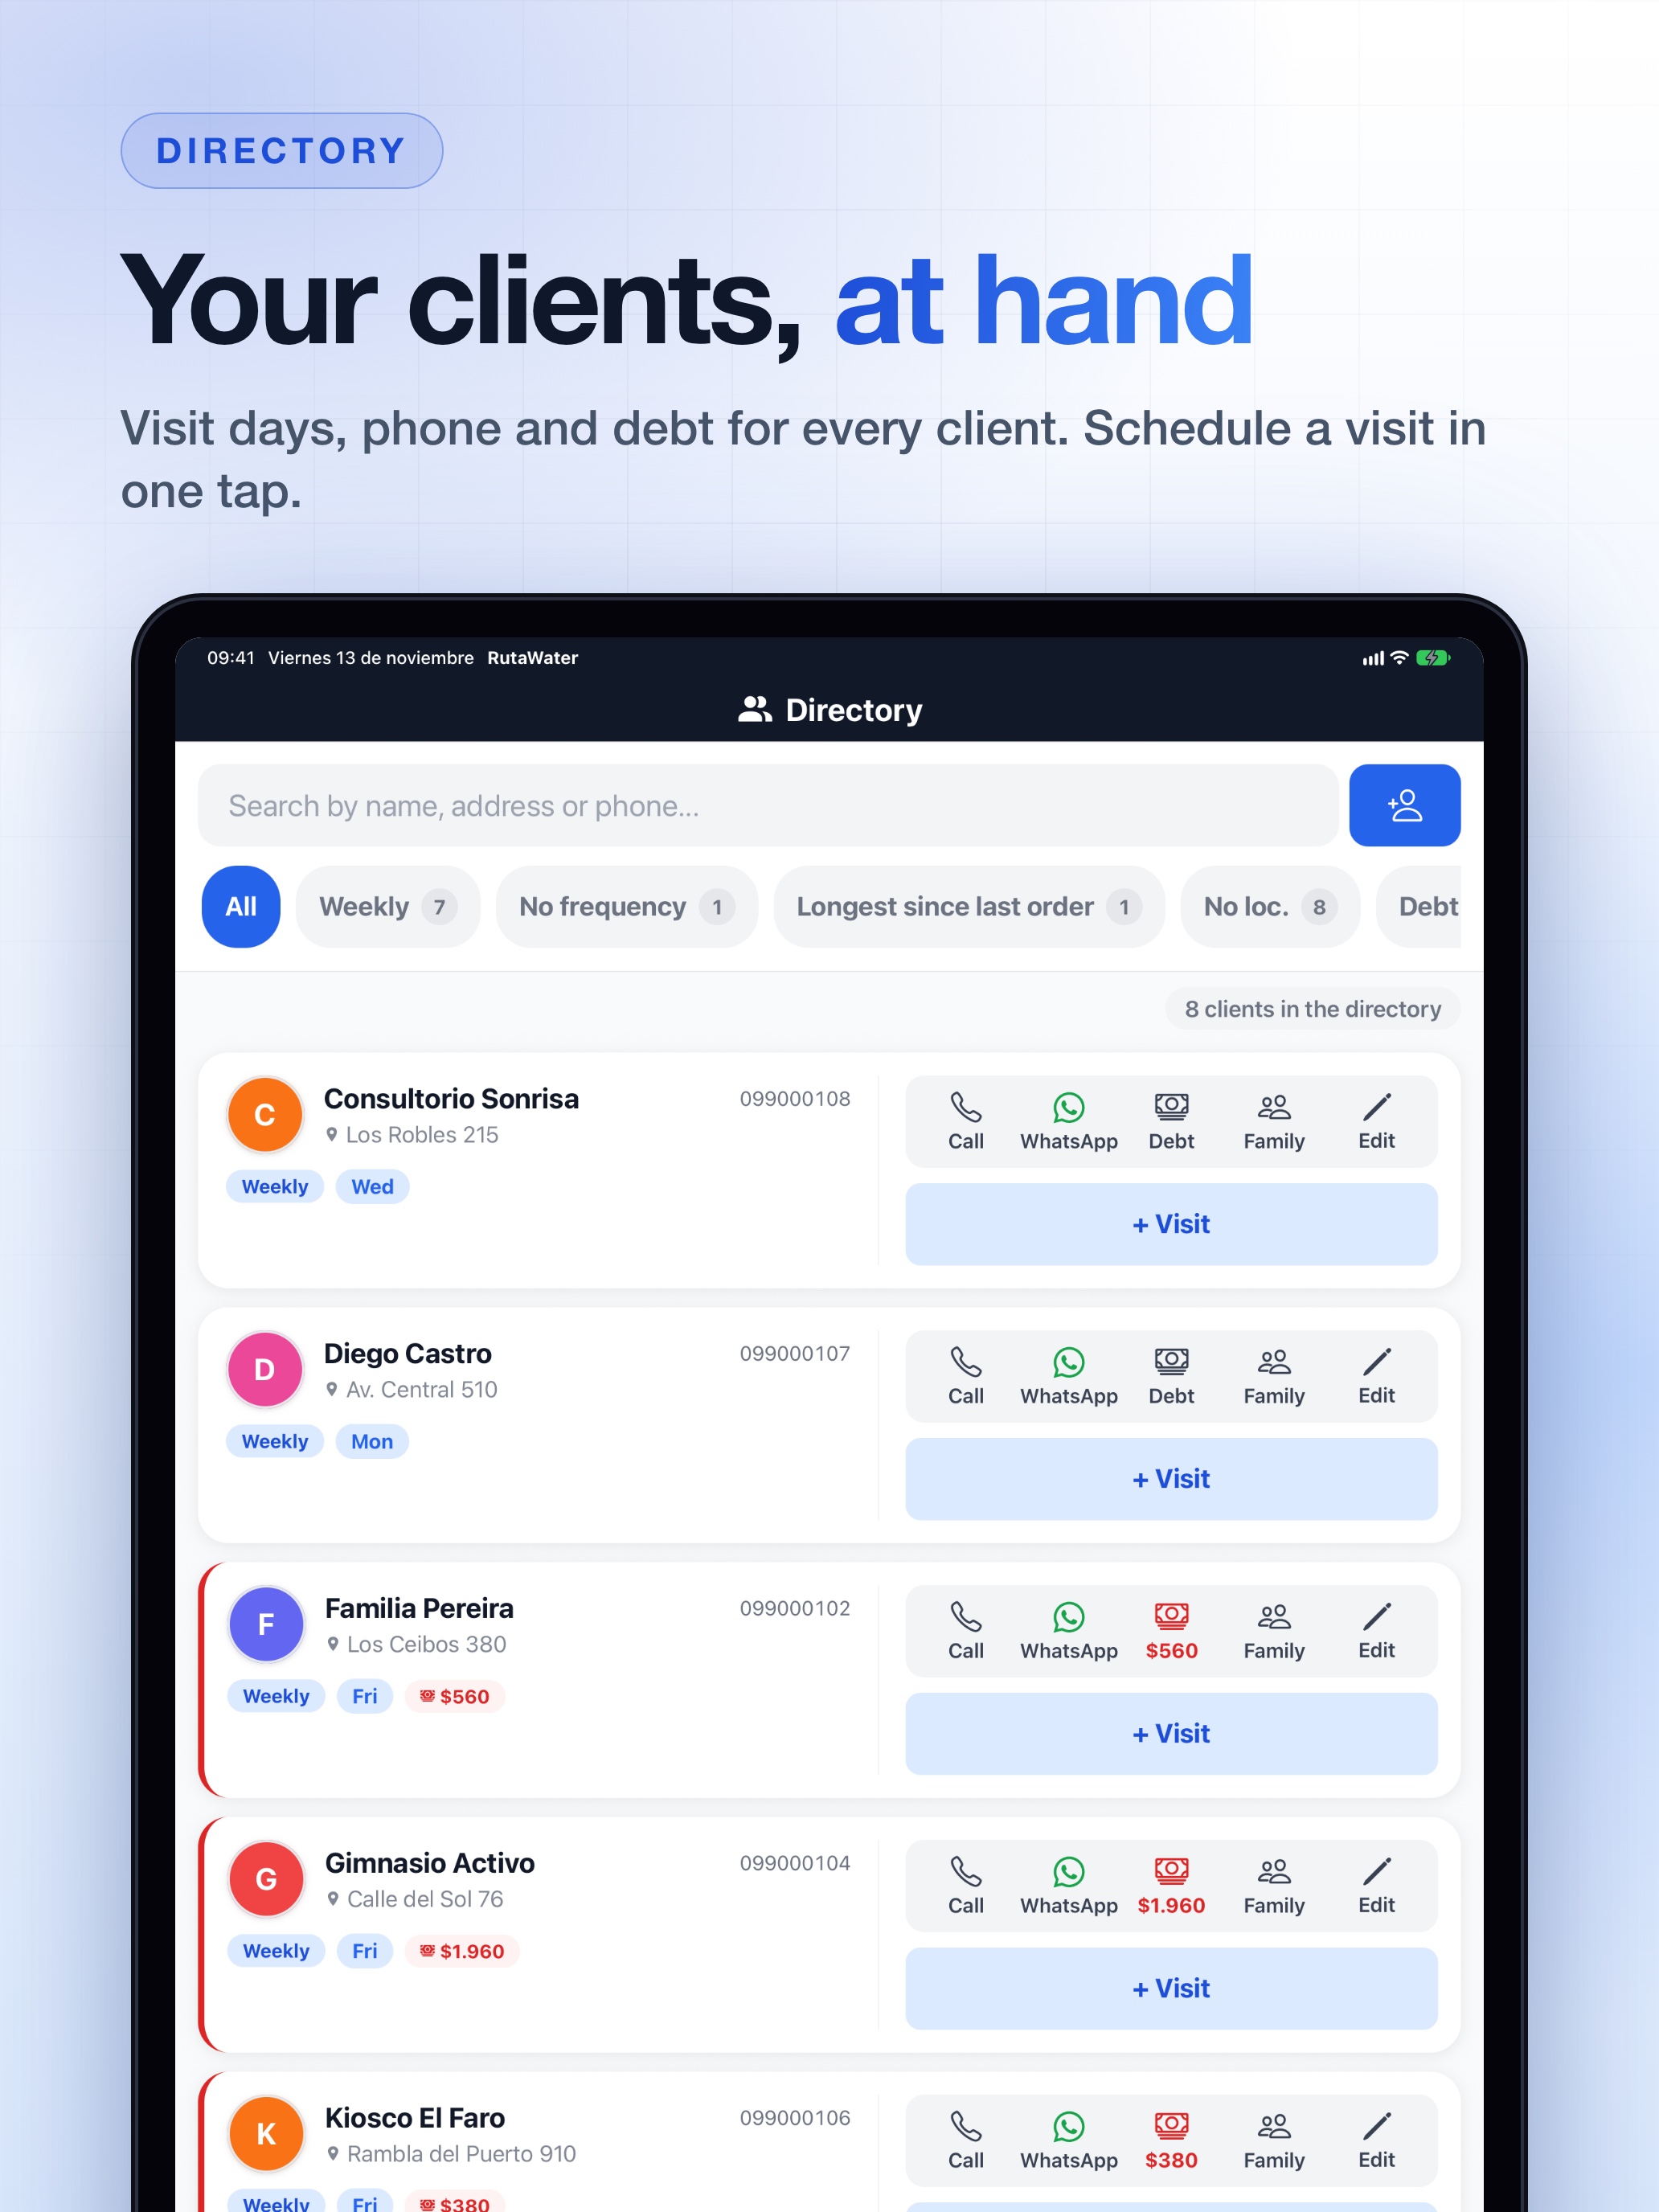 DIRECTORY
Your clients, at hand
Visit days, phone and debt for every client. Schedule a visit in
one tap.
09:41 Viernes 13 de noviembre RutaWater
Directory
Search by name, address or phone...
All Weekly 7 No frequency 1 Longest since last order 1 No loc. 8 Debt
8 clients in the directory
C Consultorio Sonrisa 099000108
Los Robles 215
Weekly Wed
Call WhatsApp Debt Family Edit
+ Visit
D Diego Castro 099000107
Av. Central 510
Weekly Mon
Call WhatsApp Debt Family Edit
+ Visit
F Familia Pereira 099000102
Los Ceibos 380
Weekly Fri $560
Call WhatsApp $560 Family Edit
+ Visit
G Gimnasio Activo 099000104
Calle del Sol 76
Weekly Fri $1.960
Call WhatsApp $1.960 Family Edit
+ Visit
K Kiosco El Faro 099000106
Rambla del Puerto 910
Weekly Fri $380
Call WhatsApp $380 Family Edit